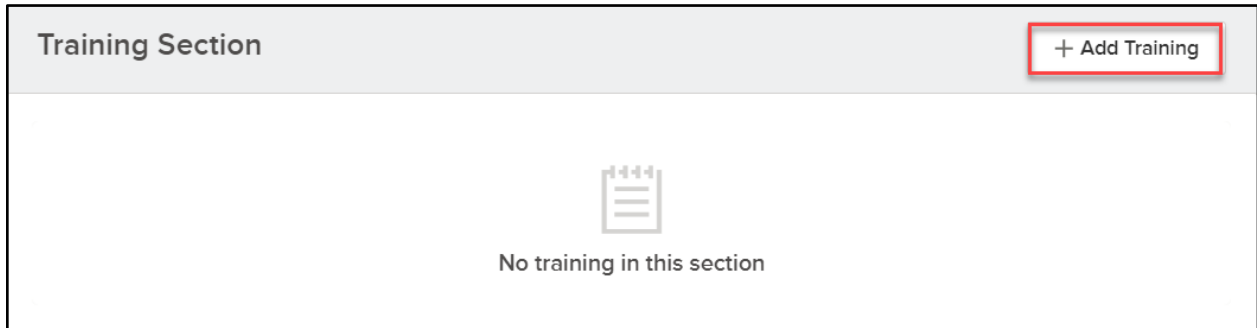 Training Section
+ Add Training
No training in this section